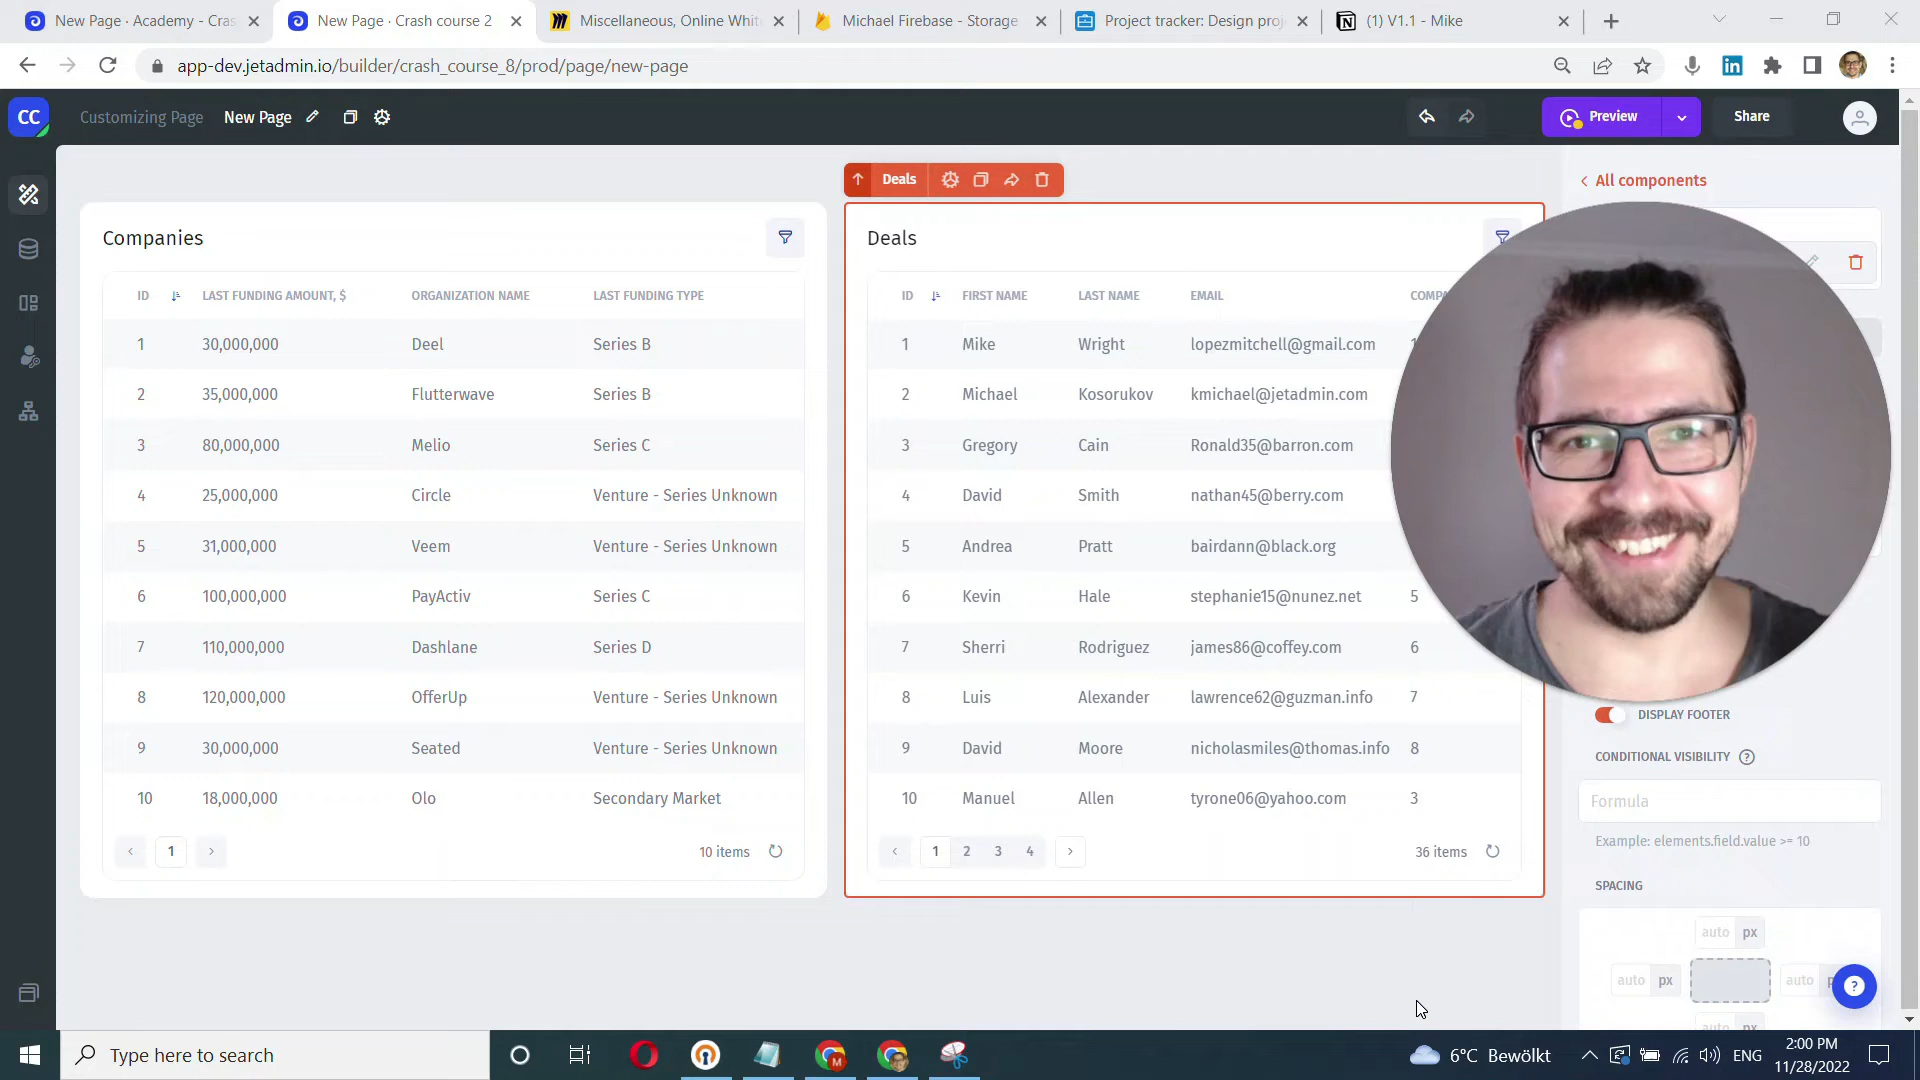 New Page · Academy - Cras
New Page · Crash course 2
Miscellaneous, Online Whit
Michael Firebase - Storage
Project tracker: Design proj
(1) V1.1 - Mike
app-dev.jetadmin.io/builder/crash_course_8/prod/page/new-page
CC
Customizing Page
New Page
Preview
Share
Deals
All components
Companies
ID LAST FUNDING AMOUNT, $ ORGANIZATION NAME LAST FUNDING TYPE
1 30,000,000 Deel Series B
2 35,000,000 Flutterwave Series B
3 80,000,000 Melio Series C
4 25,000,000 Circle Venture - Series Unknown
5 31,000,000 Veem Venture - Series Unknown
6 100,000,000 PayActiv Series C
7 110,000,000 Dashlane Series D
8 120,000,000 OfferUp Venture - Series Unknown
9 30,000,000 Seated Venture - Series Unknown
10 18,000,000 Olo Secondary Market
1
10 items
Deals
ID FIRST NAME LAST NAME EMAIL COMPA
1 Mike Wright lopezmitchell@gmail.com 1
2 Michael Kosorukov kmichael@jetadmin.com
3 Gregory Cain Ronald35@barron.com
4 David Smith nathan45@berry.com
5 Andrea Pratt bairdann@black.org
6 Kevin Hale stephanie15@nunez.net 5
7 Sherri Rodriguez james86@coffey.com 6
8 Luis Alexander lawrence62@guzman.info 7
9 David Moore nicholasmiles@thomas.info 8
10 Manuel Allen tyrone06@yahoo.com 3
1 2 3 4
36 items
DISPLAY FOOTER
CONDITIONAL VISIBILITY ?
Formula
Example: elements.field.value >= 10
SPACING
auto px
auto px
auto p
auto px
?
Type here to search
6°C Bewölkt
ENG
2:00 PM
11/28/2022